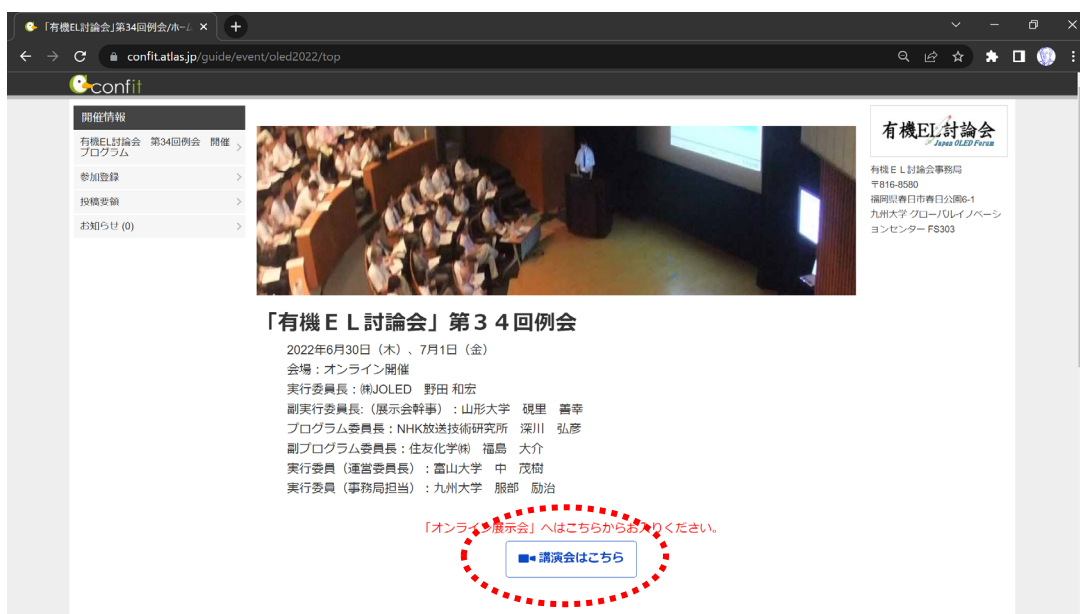 「有機EL討論会」第34回例会/ホーム
confit.atlas.jp/guide/event/oled2022/top
confit
開催情報
有機EL討論会　第34回例会　開催
プログラム
参加登録
投稿要領
お知らせ (0)
有機EL討論会
Japan OLED Forum
有機ＥＬ討論会事務局
〒816-8580
福岡県春日市春日公園6-1
九州大学 グローバルイノベーシ
ョンセンター FS303
「有機ＥＬ討論会」第３４回例会
2022年6月30日（木）、7月1日（金）
会場：オンライン開催
実行委員長：㈱JOLED　野田 和宏
副実行委員長:（展示会幹事）：山形大学　硯里　善幸
プログラム委員長：NHK放送技術研究所　深川　弘彦
副プログラム委員長：住友化学㈱　福島　大介
実行委員（運営委員長）：富山大学　中　茂樹
実行委員（事務局担当）：九州大学　服部　励治
「オンライン展示会」へはこちらからお入りください。
講演会はこちら